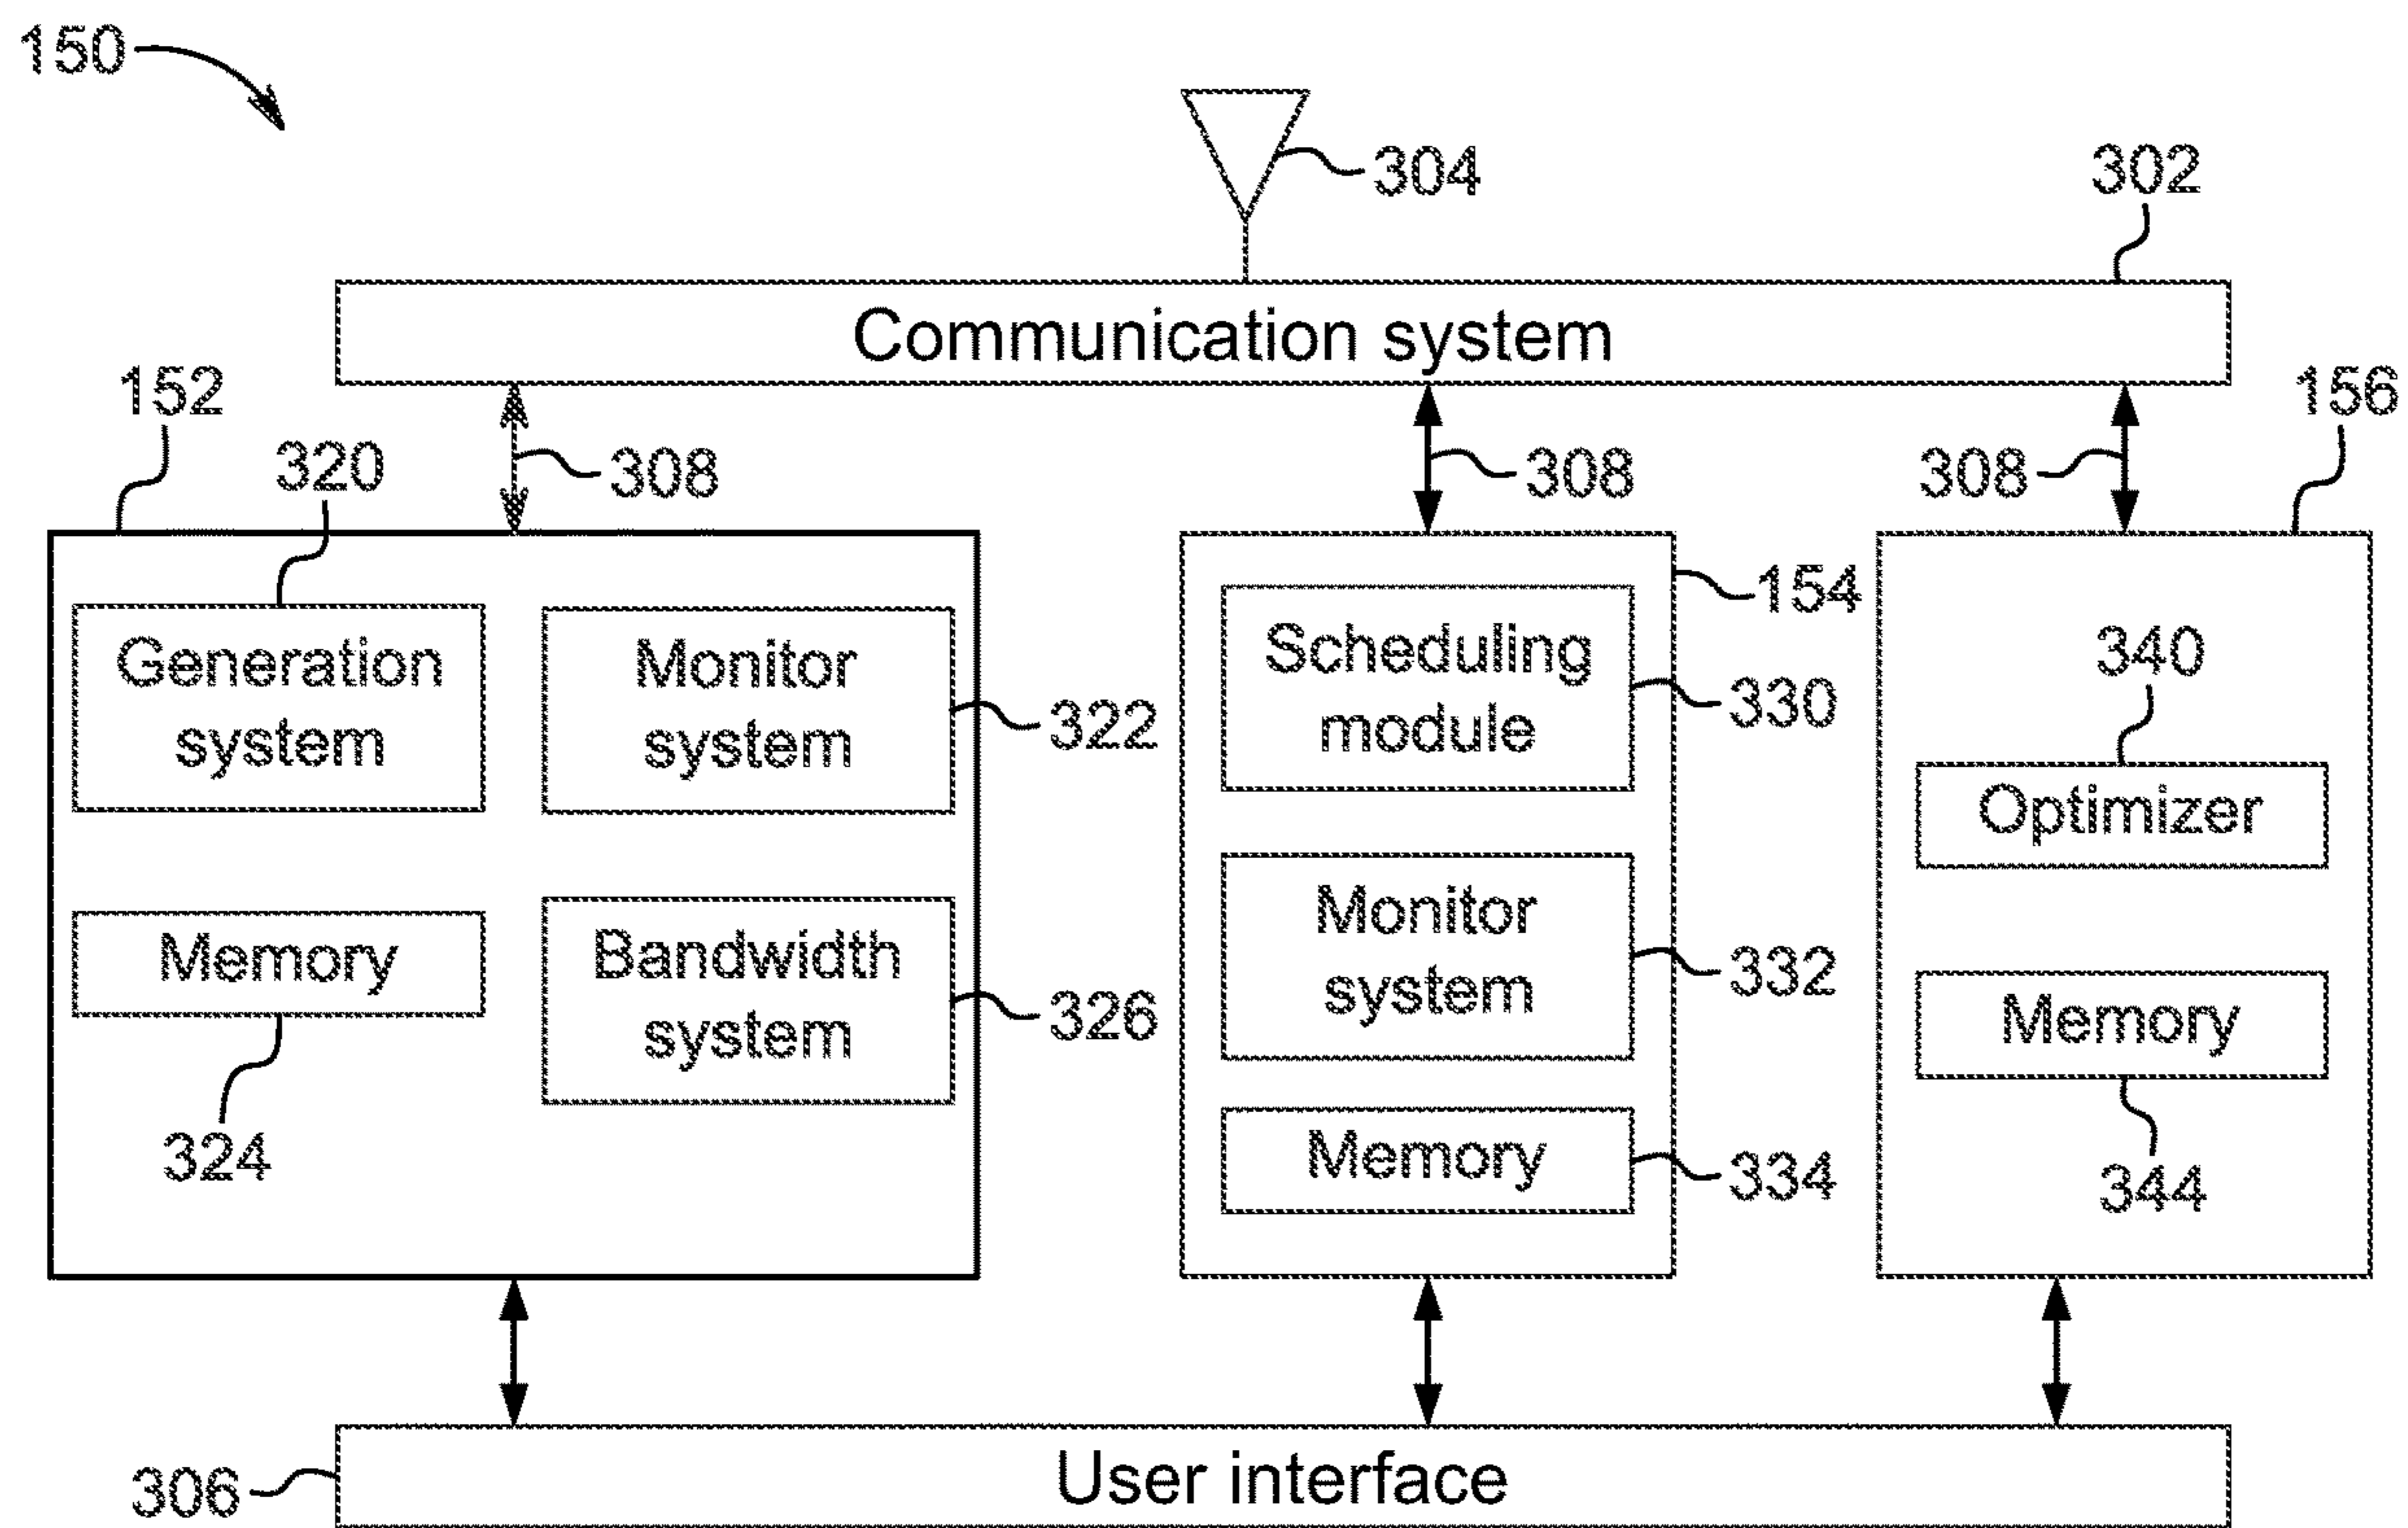 150
304
302
Communication system
152
156
320
308
308
308
154
Generation
system
Monitor
system
322
Scheduling
module
330
340
Optimizer
Memory
324
Bandwidth
system
326
Monitor
system
332
Memory
344
Memory
334
306
User interface